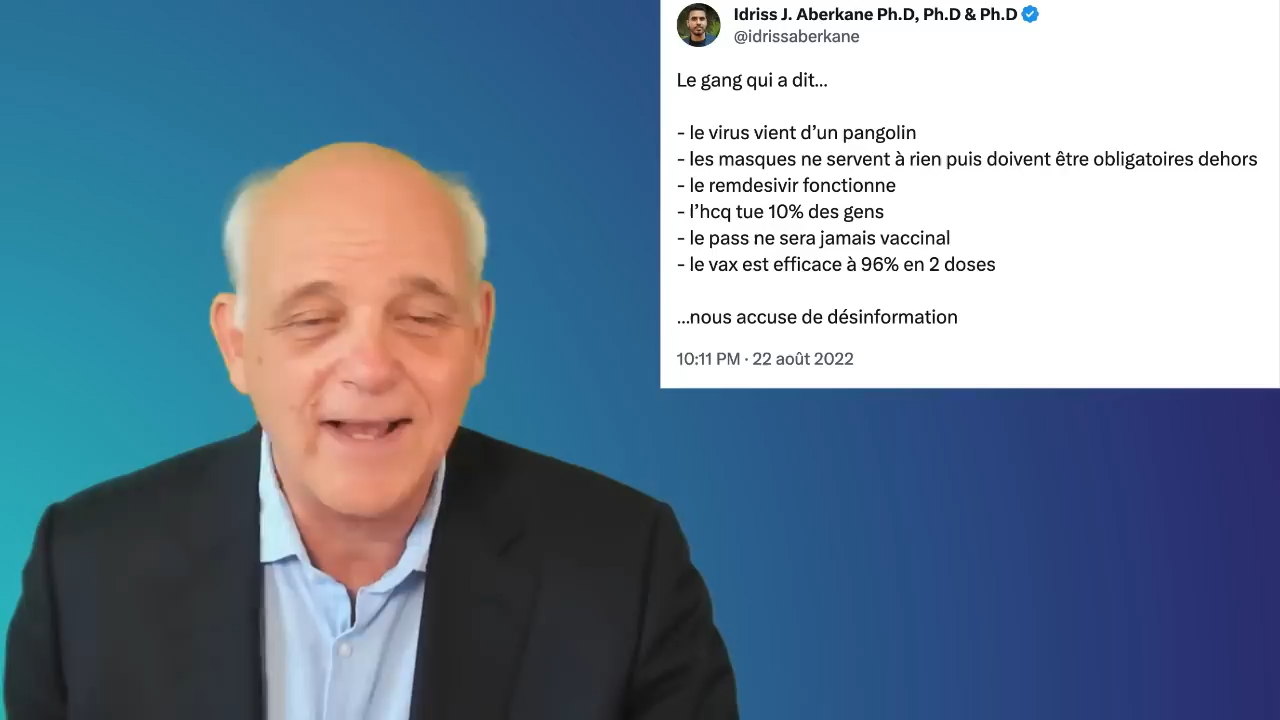 Idriss J. Aberkane Ph.D, Ph.D & Ph.D
@idrissaberkane
Le gang qui a dit...
- le virus vient d’un pangolin
- les masques ne servent à rien puis doivent être obligatoires dehors
- le remdesivir fonctionne
- l’hcq tue 10% des gens
- le pass ne sera jamais vaccinal
- le vax est efficace à 96% en 2 doses
...nous accuse de désinformation
10:11 PM · 22 août 2022